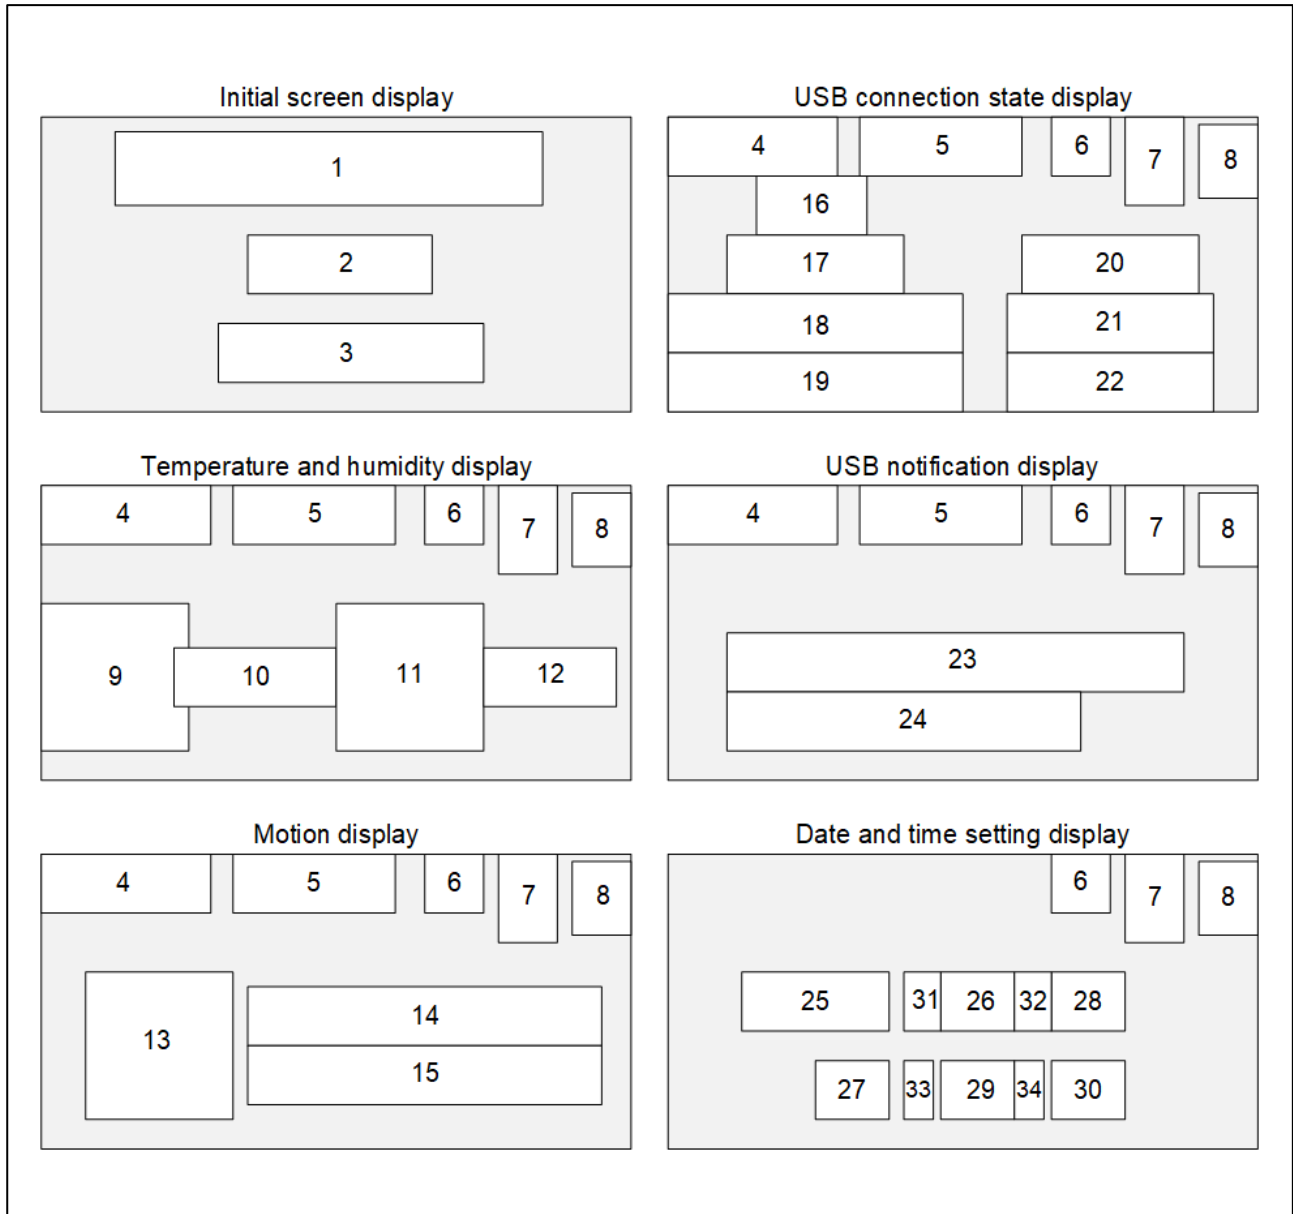 Initial screen display
1
2
3
USB connection state display
4 5 6 7 8
16
17 20
18 21
19 22
Temperature and humidity display
4 5 6 7 8
9 10 11 12
USB notification display
4 5 6 7 8
23
24
Motion display
4 5 6 7 8
13
14
15
Date and time setting display
6 7 8
25 31 26 32 28
27 33 29 34 30